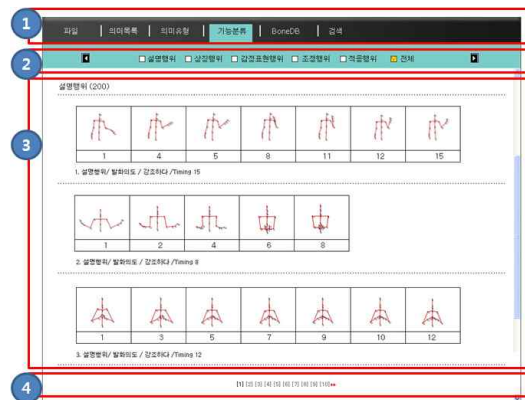 1
파일 의미목록 의미유형 기능분류 BoneDB 검색
2
설명행위 상징행위 감정표현행위 조정행위 적응행위 전체
3
설명행위 (200)
1 4 5 8 11 12 15
1. 설명행위/ 발화의도 / 강조하다 /Timing 15
1 2 4 6 8
2. 설명행위/ 발화의도 / 강조하다 /Timing 8
1 3 5 7 9 10 12
3. 설명행위/ 발화의도 / 강조하다 /Timing 12
4
[1] [2] [3] [4] [5] [6] [7] [8] [9] [10]